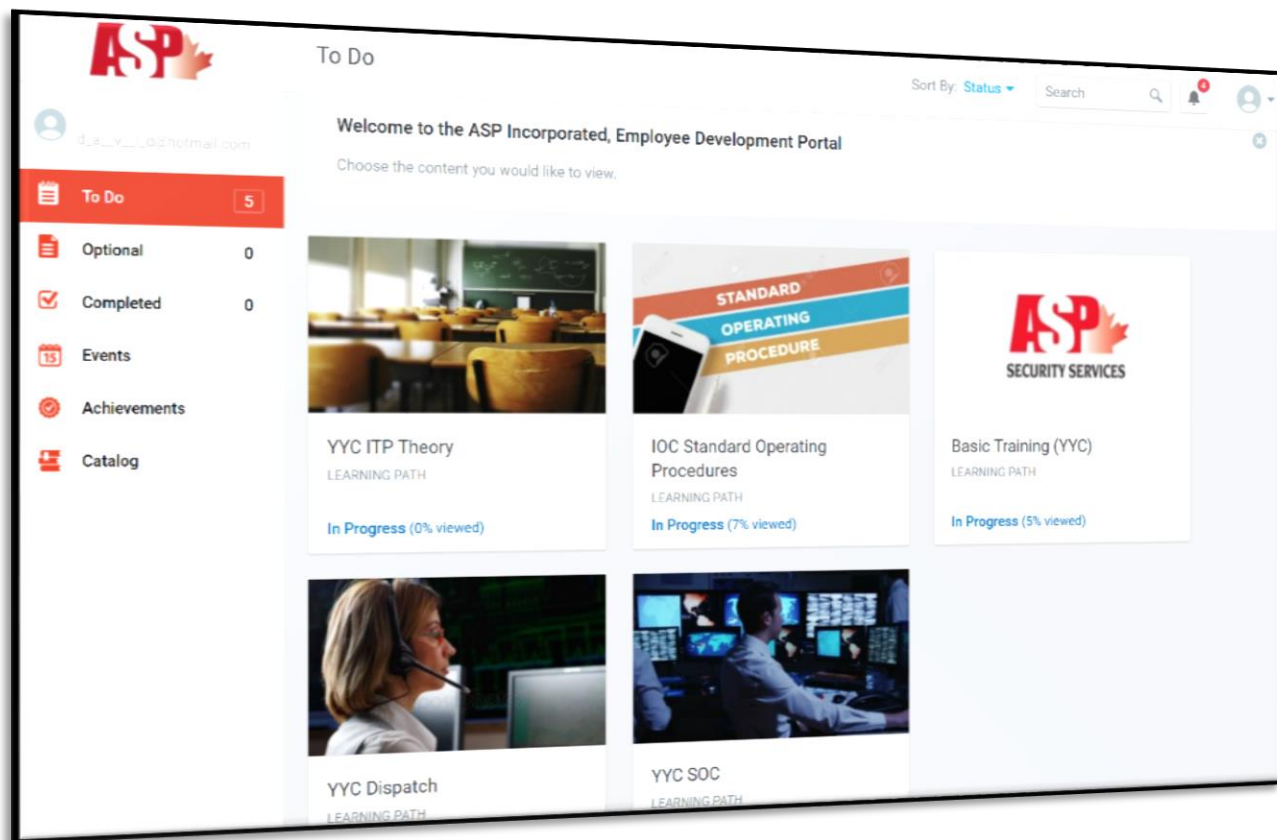 ASP
To Do
Sort By: Status
Search
4
Welcome to the ASP Incorporated, Employee Development Portal
Choose the content you would like to view.
To Do 5
Optional 0
Completed 0
15 Events
Achievements
Catalog
STANDARD
OPERATING
PROCEDURE
ASP
SECURITY SERVICES
YYC ITP Theory
LEARNING PATH
In Progress (0% viewed)
IOC Standard Operating
Procedures
LEARNING PATH
In Progress (7% viewed)
Basic Training (YYC)
LEARNING PATH
In Progress (5% viewed)
YYC Dispatch
LEARNING PATH
YYC SOC
LEARNING PATH